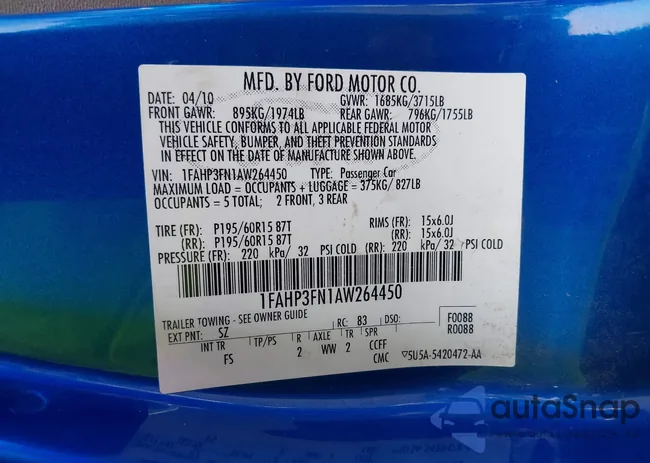 MFD. BY FORD MOTOR CO.
DATE: 04/10 GVWR: 1685KG/3715LB
FRONT GAWR: 895KG/1974LB REAR GAWR: 796KG/1755LB
THIS VEHICLE CONFORMS TO ALL APPLICABLE FEDERAL MOTOR
VEHICLE SAFETY, BUMPER, AND THEFT PREVENTION STANDARDS
IN EFFECT ON THE DATE OF MANUFACTURE SHOWN ABOVE.
VIN: 1FAHP3FN1AW264450 TYPE: Passenger Car
MAXIMUM LOAD = OCCUPANTS + LUGGAGE = 375KG/ 827LB
OCCUPANTS = 5 TOTAL; 2 FRONT, 3 REAR
TIRE (FR): P195/60R15 87T RIMS (FR): 15x6.0J
(RR): P195/60R15 87T (RR): 15x6.0J
PRESSURE (FR): 220 kPa/ 32 PSI COLD (RR): 220 kPa/ 32 PSI COLD
1FAHP3FN1AW264450
TRAILER TOWING - SEE OWNER GUIDE
EXT PNT: SZ RC: 83 DSO: F0088
R0088
INT TR TP/PS R AXLE TR SPR
FS 2 WW 2 CCFF
CMC ▽5U5A-5420472-AA
autoSnap